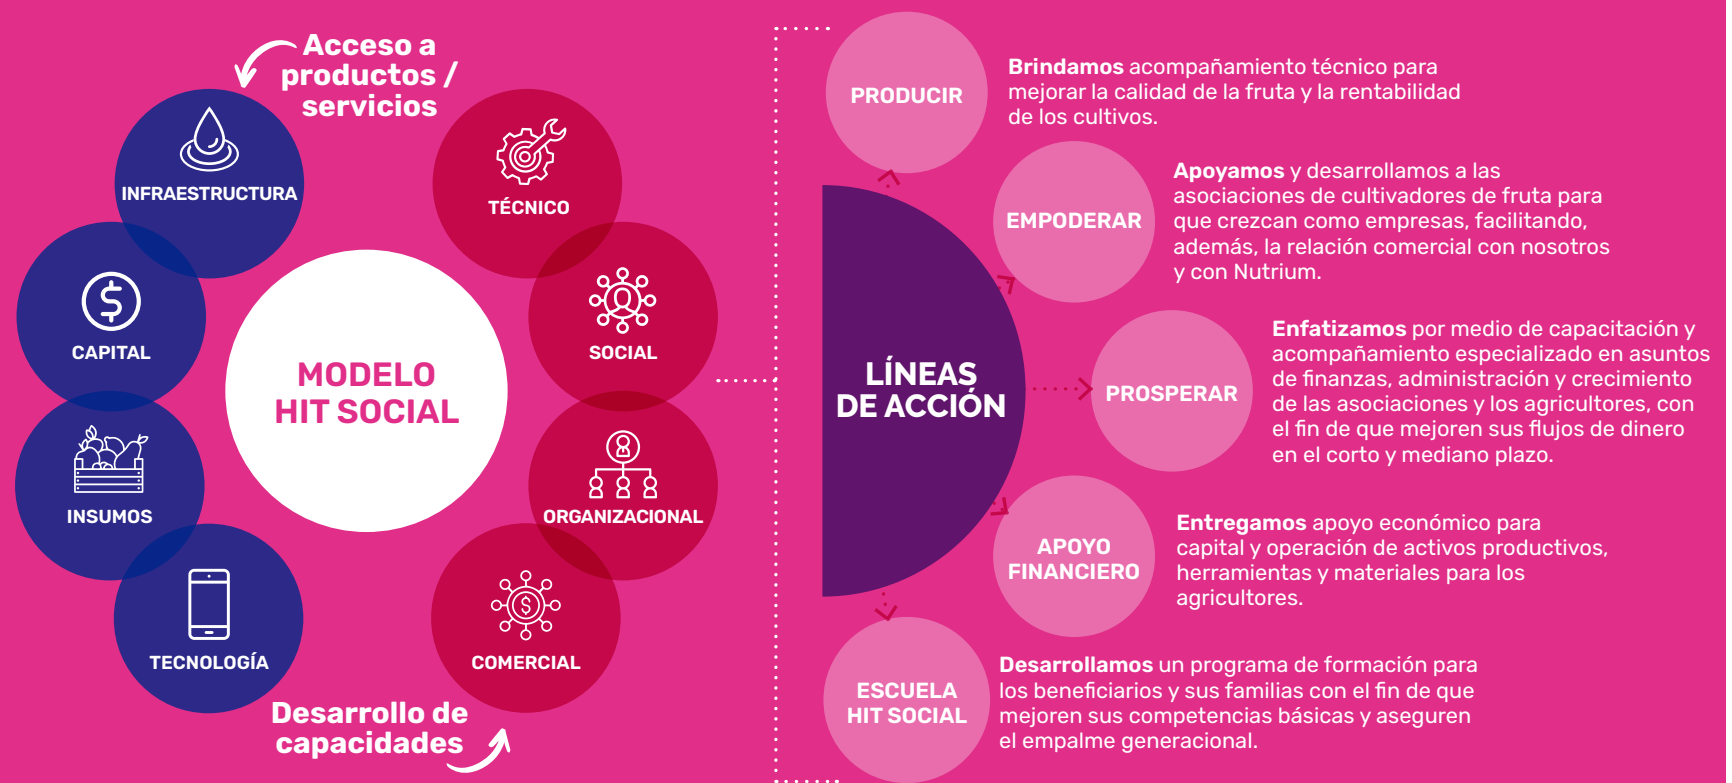 Acceso a
productos /
servicios
INFRAESTRUCTURA
CAPITAL
INSUMOS
TECNOLOGÍA
TÉCNICO
SOCIAL
ORGANIZACIONAL
COMERCIAL
MODELO
HIT SOCIAL
Desarrollo de
capacidades
LÍNEAS
DE ACCIÓN
PRODUCIR
Brindamos acompañamiento técnico para
mejorar la calidad de la fruta y la rentabilidad
de los cultivos.
EMPODERAR
Apoyamos y desarrollamos a las
asociaciones de cultivadores de fruta para
que crezcan como empresas, facilitando,
además, la relación comercial con nosotros
y con Nutrium.
PROSPERAR
Enfatizamos por medio de capacitación y
acompañamiento especializado en asuntos
de finanzas, administración y crecimiento
de las asociaciones y los agricultores, con
el fin de que mejoren sus flujos de dinero
en el corto y mediano plazo.
APOYO
FINANCIERO
Entregamos apoyo económico para
capital y operación de activos productivos,
herramientas y materiales para los
agricultores.
ESCUELA
HIT SOCIAL
Desarrollamos un programa de formación para
los beneficiarios y sus familias con el fin de que
mejoren sus competencias básicas y aseguren
el empalme generacional.